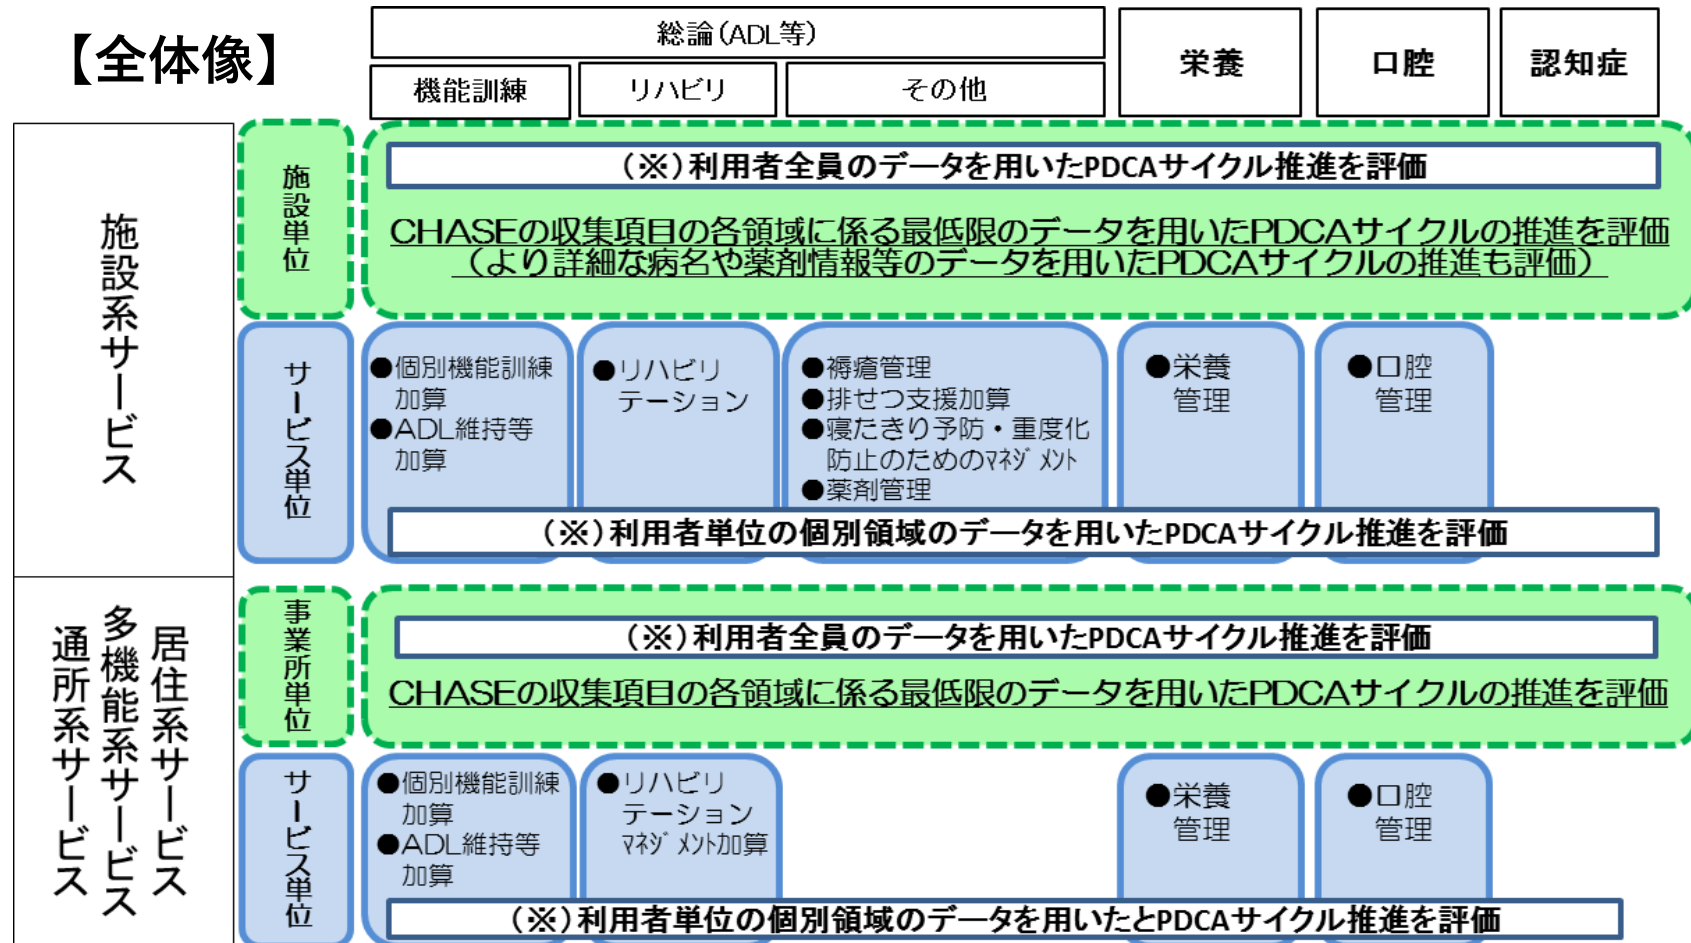 【全体像】
総論(ADL等)
機能訓練
リハビリ
その他
栄養
口腔
認知症
施設系サービス
施設単位
(※)利用者全員のデータを用いたPDCAサイクル推進を評価
CHASEの収集項目の各領域に係る最低限のデータを用いたPDCAサイクルの推進を評価
(より詳細な病名や薬剤情報等のデータを用いたPDCAサイクルの推進も評価)
サービス単位
●個別機能訓練
加算
●ADL維持等
加算
●リハビリ
テーション
●褥瘡管理
●排せつ支援加算
●寝たきり予防・重度化
防止のためのマネジメント
●薬剤管理
●栄養
管理
●口腔
管理
(※)利用者単位の個別領域のデータを用いたPDCAサイクル推進を評価
居住系サービス
多機能系サービス
通所系サービス
事業所単位
(※)利用者全員のデータを用いたPDCAサイクル推進を評価
CHASEの収集項目の各領域に係る最低限のデータを用いたPDCAサイクルの推進を評価
サービス単位
●個別機能訓練
加算
●ADL維持等
加算
●リハビリ
テーション
マネジメント加算
●栄養
管理
●口腔
管理
(※)利用者単位の個別領域のデータを用いたとPDCAサイクル推進を評価